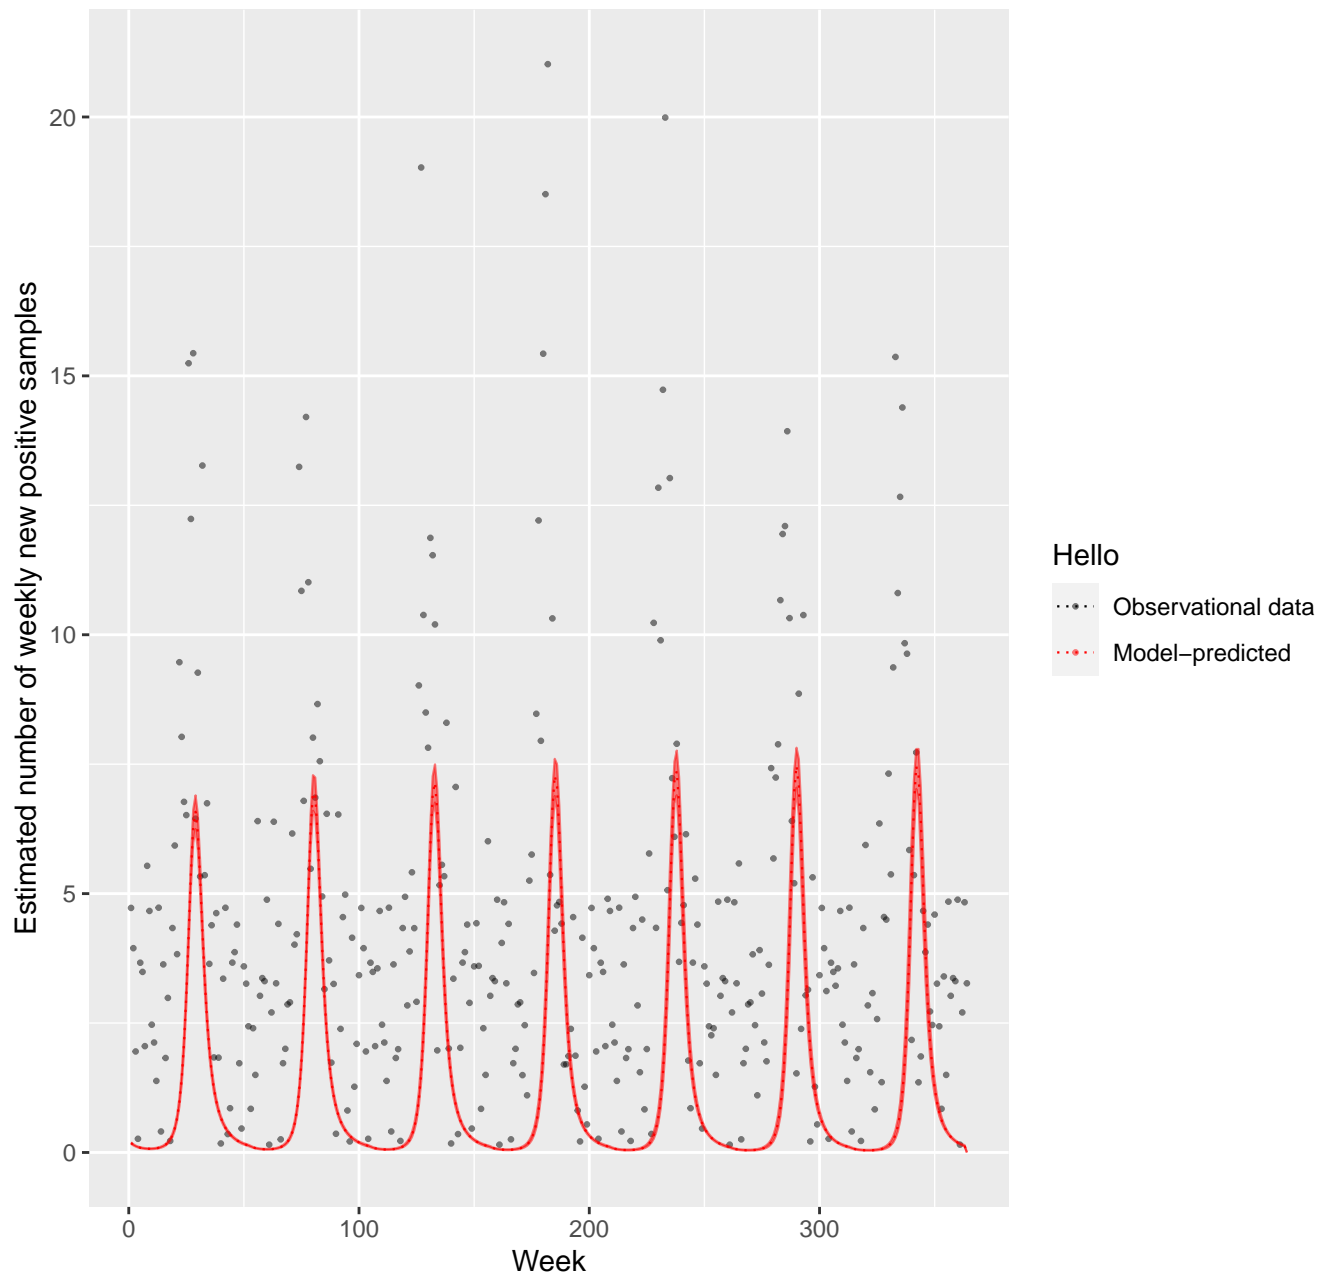 20
15
10
5
0
0
100
200
300
Week
Estimated number of weekly new positive samples
Hello
Observational data
Model−predicted